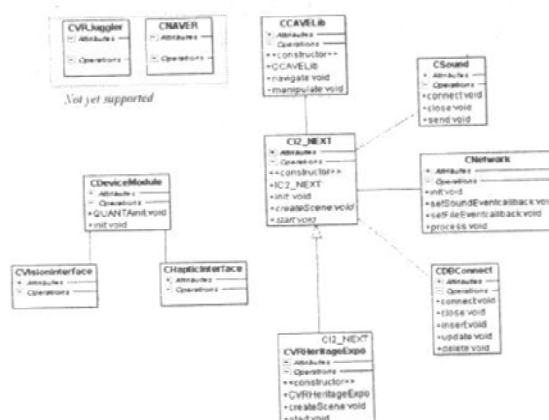 CVRJuggler
Attributes
Operations
CNAVER
Attributes
Operations
Not yet supported
CCAVELib
Attributes
Operations
<<constructor>>
CCAVELib
navigate:void
manipulate:void
CSound
Attributes
Operations
connect:void
close:void
send:void
CI2_NEXT
Attributes
Operations
<<constructor>>
IC2_NEXT
init:void
createScene:void
start:void
CNetwork
Attributes
Operations
init:void
setSoundEventcallback:void
setFileEventcallback:void
process:void
CDeviceModule
Attributes
Operations
QUANTAinit:void
init:void
CVisionInterface
Attributes
Operations
CHapticInterface
Attributes
Operations
CDBConnect
Attributes
Operations
connect:void
close:void
insert:void
update:void
delete:void
CI2_NEXT
CVRHeritageExpo
Attributes
Operations
<<constructor>>
CVRHeritageExpo
createScene:void
start:void